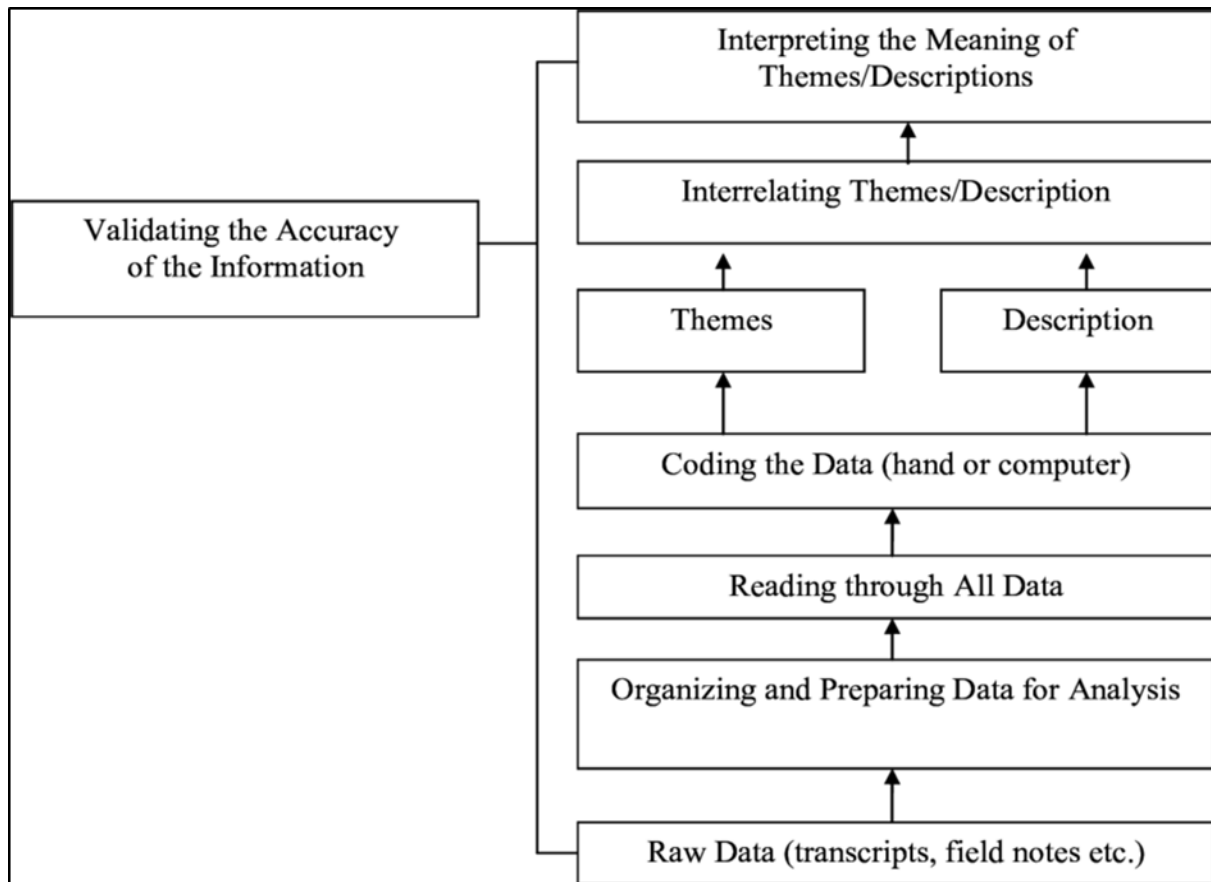 Interpreting the Meaning of
Themes/Descriptions
Interrelating Themes/Description
Validating the Accuracy
of the Information
Themes
Description
Coding the Data (hand or computer)
Reading through All Data
Organizing and Preparing Data for Analysis
Raw Data (transcripts, field notes etc.)